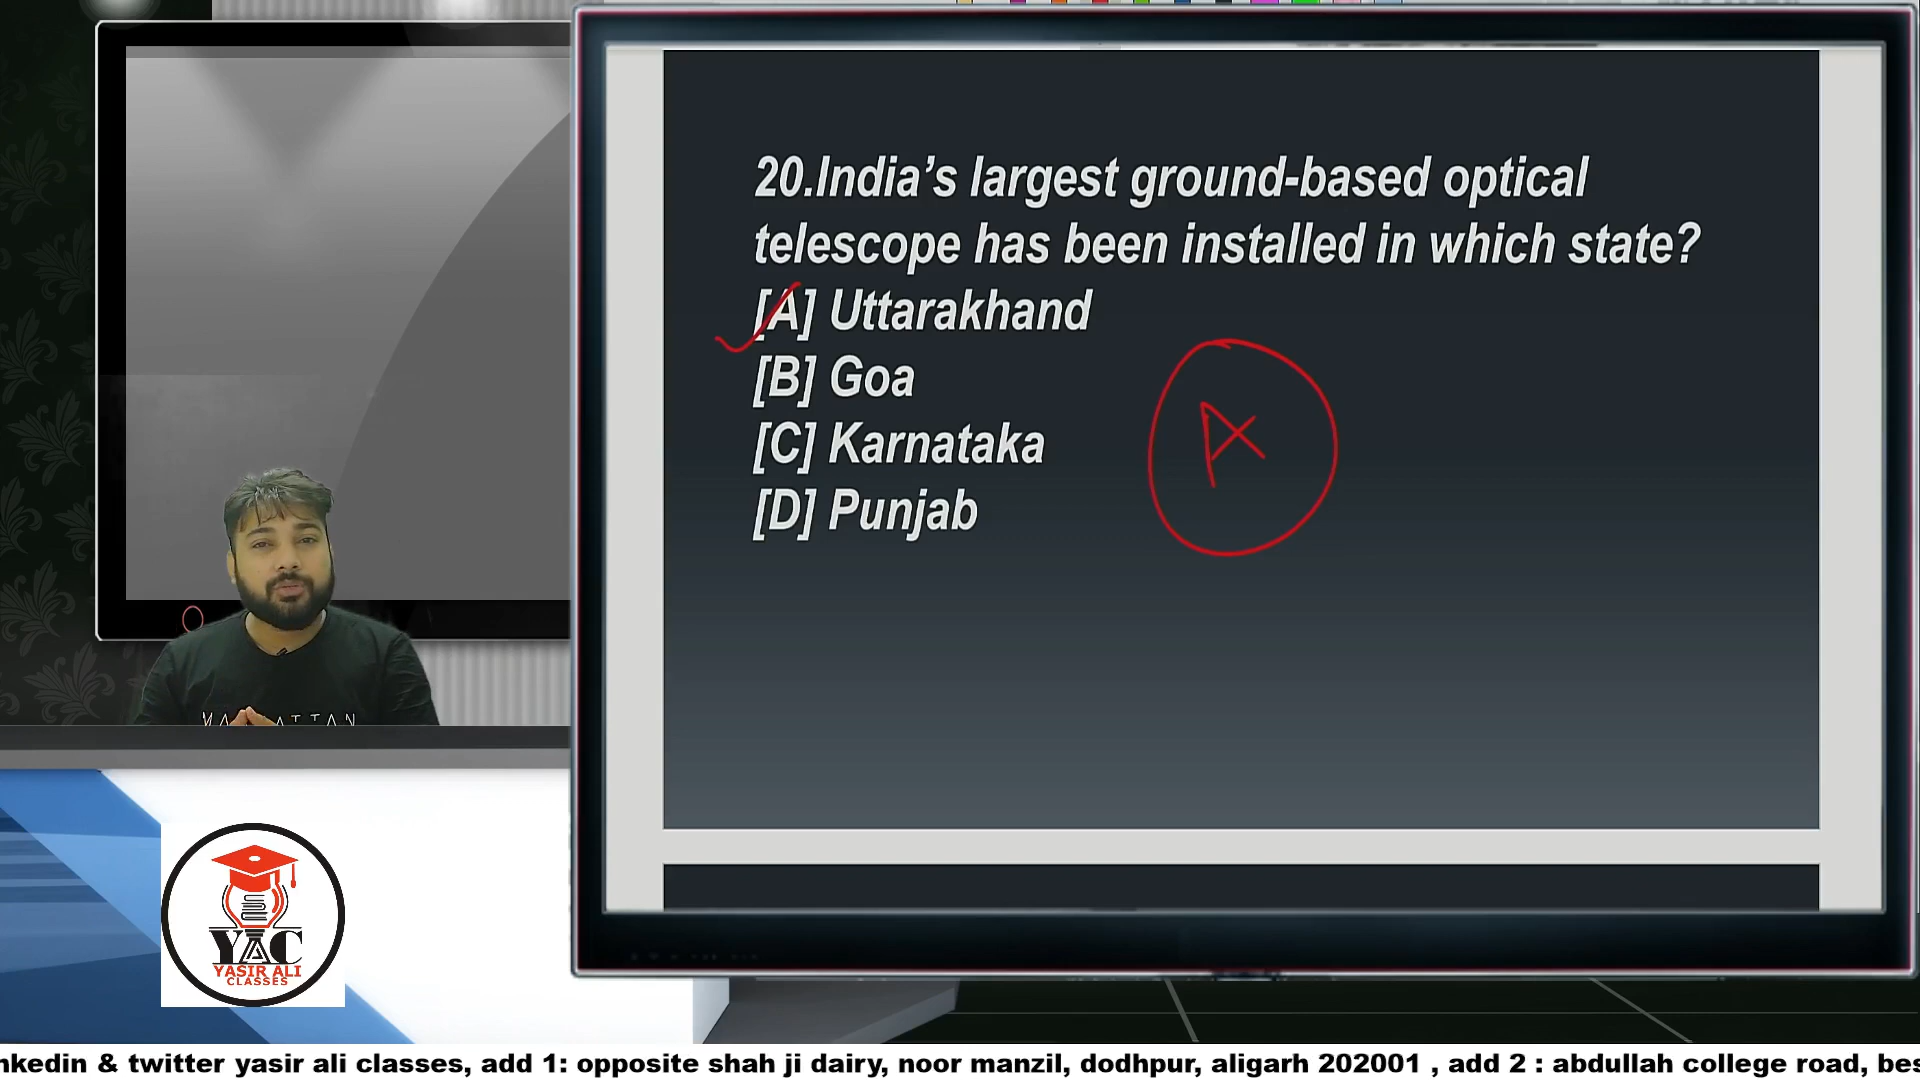 20.India’s largest ground-based optical
telescope has been installed in which state?
[A] Uttarakhand
[B] Goa
[C] Karnataka
[D] Punjab
A
YAC
YASIR ALI
CLASSES
nkedin & twitter yasir ali classes, add 1: opposite shah ji dairy, noor manzil, dodhpur, aligarh 202001 , add 2 : abdullah college road, bes